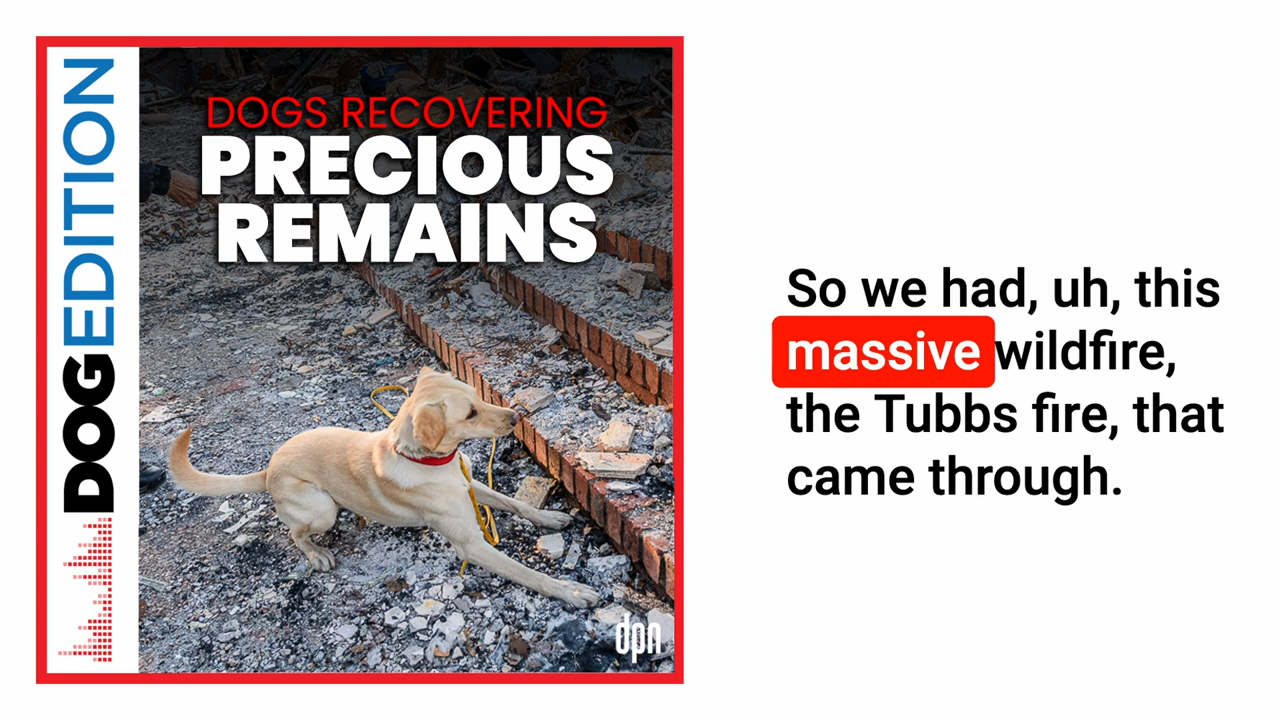 DOGEDITION
DOGS RECOVERING
PRECIOUS
REMAINS
dpn
So we had, uh, this
massive wildfire,
the Tubbs fire, that
came through.